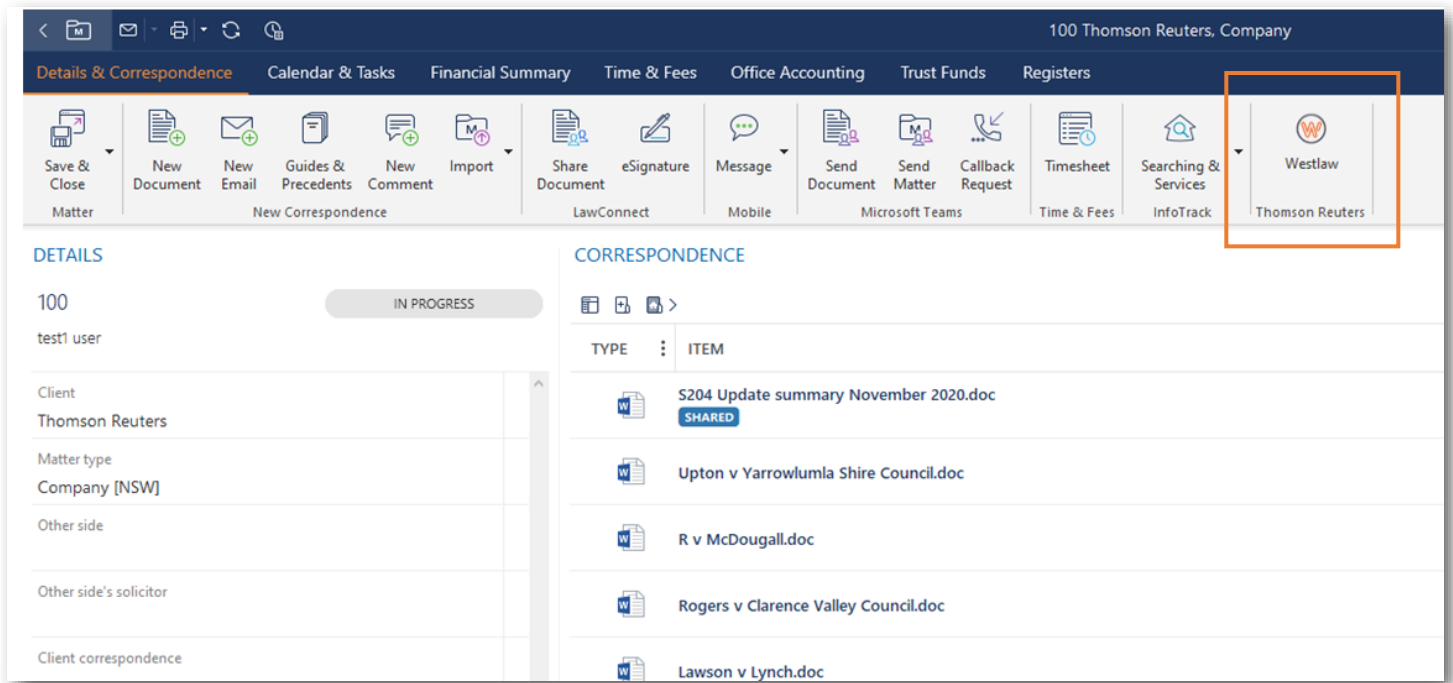 100 Thomson Reuters, Company
Details & Correspondence Calendar & Tasks Financial Summary Time & Fees Office Accounting Trust Funds Registers
Save & Close
New Document
New Email
Guides & Precedents
New Comment
Import
Share Document
eSignature
Message
Send Document
Send Matter
Callback Request
Timesheet
Searching & Services
Westlaw
Matter New Correspondence LawConnect Mobile Microsoft Teams Time & Fees InfoTrack Thomson Reuters
DETAILS
100 IN PROGRESS
test1 user
Client
Thomson Reuters
Matter type
Company [NSW]
Other side
Other side's solicitor
Client correspondence
CORRESPONDENCE
TYPE ITEM
S204 Update summary November 2020.doc
SHARED
Upton v Yarrowlumla Shire Council.doc
R v McDougall.doc
Rogers v Clarence Valley Council.doc
Lawson v Lynch.doc